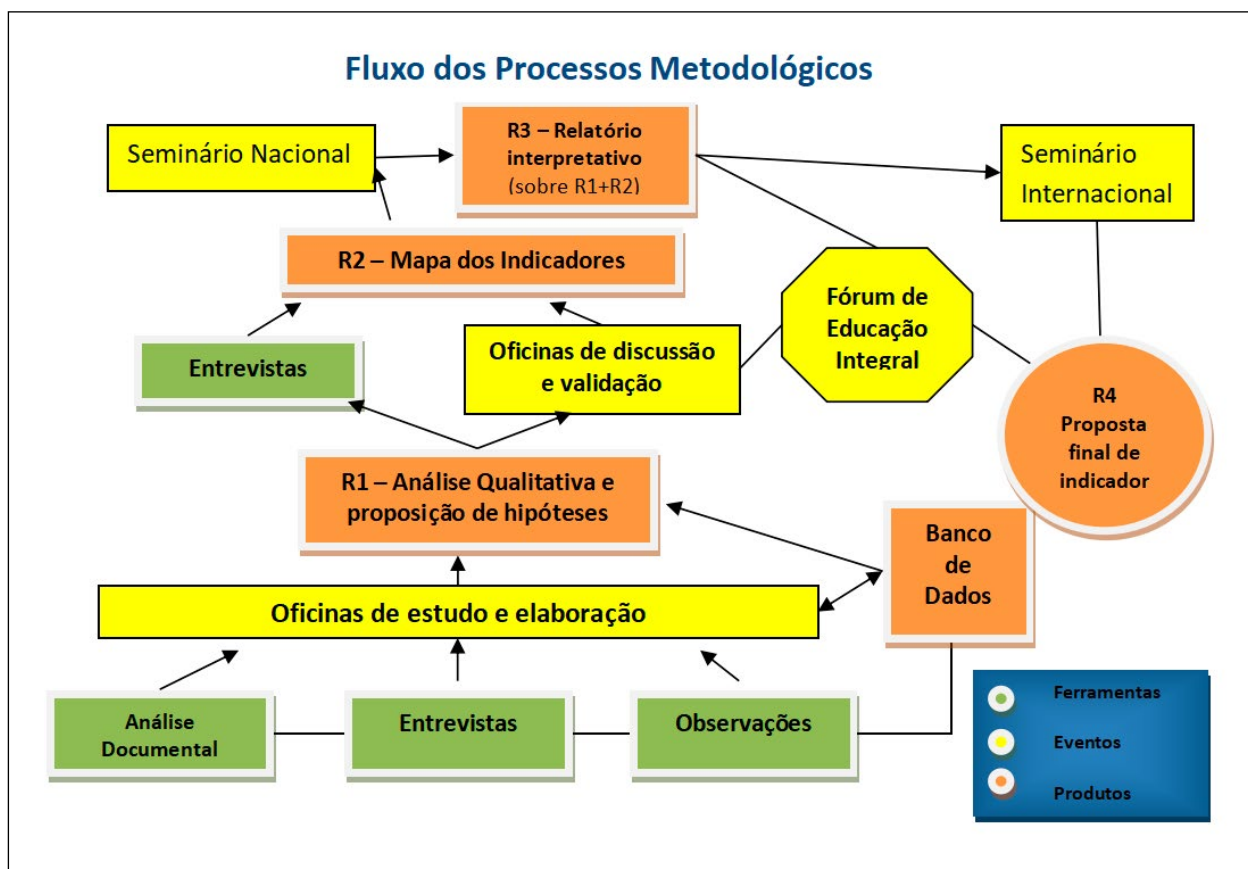 Fluxo dos Processos Metodológicos
Seminário Nacional
R3 – Relatório
interpretativo
(sobre R1+R2)
Seminário
Internacional
R2 – Mapa dos Indicadores
Fórum de
Educação
Integral
Entrevistas
Oficinas de discussão
e validação
R4
Proposta
final de
indicador
R1 – Análise Qualitativa e
proposição de hipóteses
Banco
de
Dados
Oficinas de estudo e elaboração
Análise
Documental
Entrevistas
Observações
Ferramentas
Eventos
Produtos